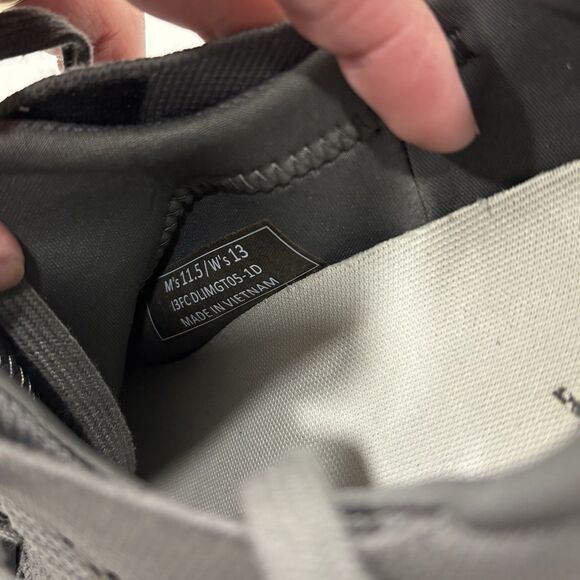 M's 11.5/W's 13
I3FCDLIMGT05-1D
MADE IN VIETNAM